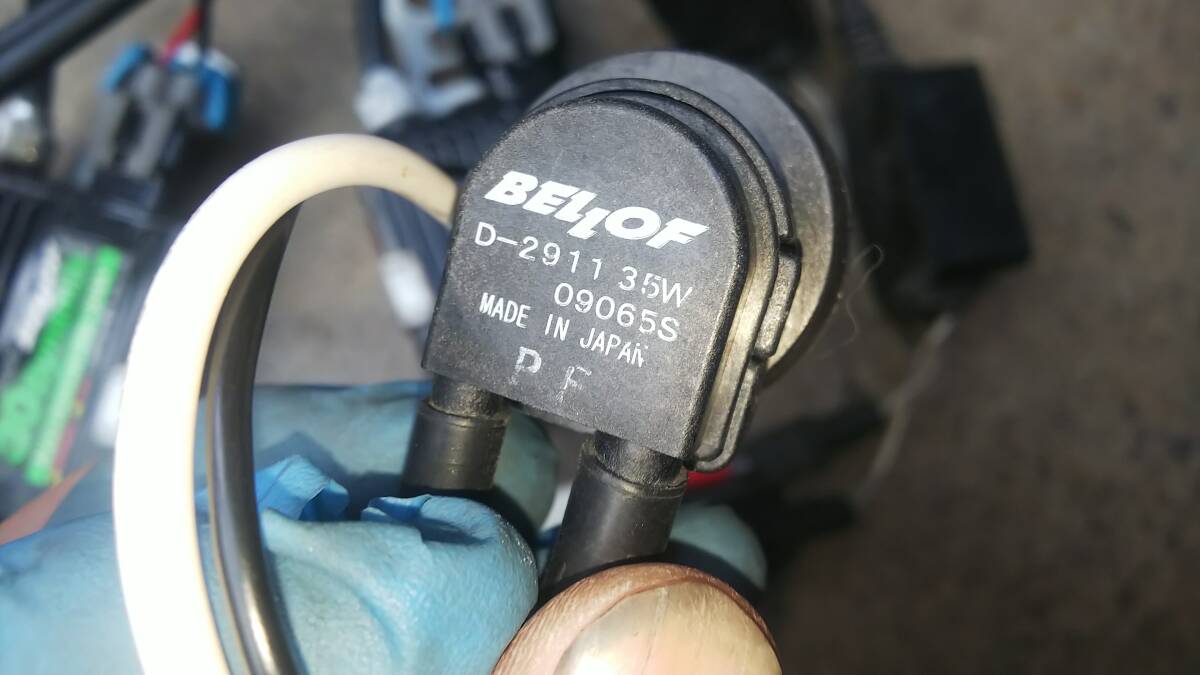 BELLOF
D-2911 35W
09065S
MADE IN JAPAN
P F